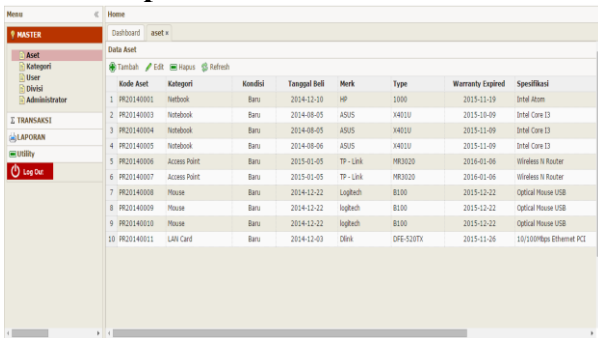 Menu
Home
MASTER
Aset
Kategori
User
Divisi
Administrator
TRANSAKSI
LAPORAN
Utility
Log Out
Dashboard aset x
Data Aset
Tambah Edit Hapus Refresh
Kode Aset Kategori Kondisi Tanggal Beli Merk Type Warranty Expired Spesifikasi
1 PR20140001 Netbook Baru 2014-12-10 HP 1000 2015-11-19 Intel Atom
2 PR20140003 Notebook Baru 2014-08-05 ASUS X401U 2015-10-09 Intel Core I3
3 PR20140004 Notebook Baru 2014-08-05 ASUS X401U 2015-11-19 Intel Core I3
4 PR20140005 Notebook Baru 2014-08-06 ASUS X401U 2015-11-19 Intel Core I3
5 PR20140006 Access Point Baru 2015-01-05 TP - Link MR3020 2016-01-06 Wireless N Router
6 PR20140007 Access Point Baru 2015-01-05 TP - Link MR3020 2016-01-06 Wireless N Router
7 PR20140008 Mouse Baru 2014-12-22 Logitech B100 2015-12-22 Optical Mouse USB
8 PR20140009 Mouse Baru 2014-12-22 logitech B100 2015-12-22 Optical Mouse USB
9 PR20140010 Mouse Baru 2014-12-22 logitech B100 2015-12-22 Optical Mouse USB
10 PR20140011 LAN Card Baru 2014-12-03 Dlink DFE-520TX 2015-11-26 10/100Mbps Ethernet PCI